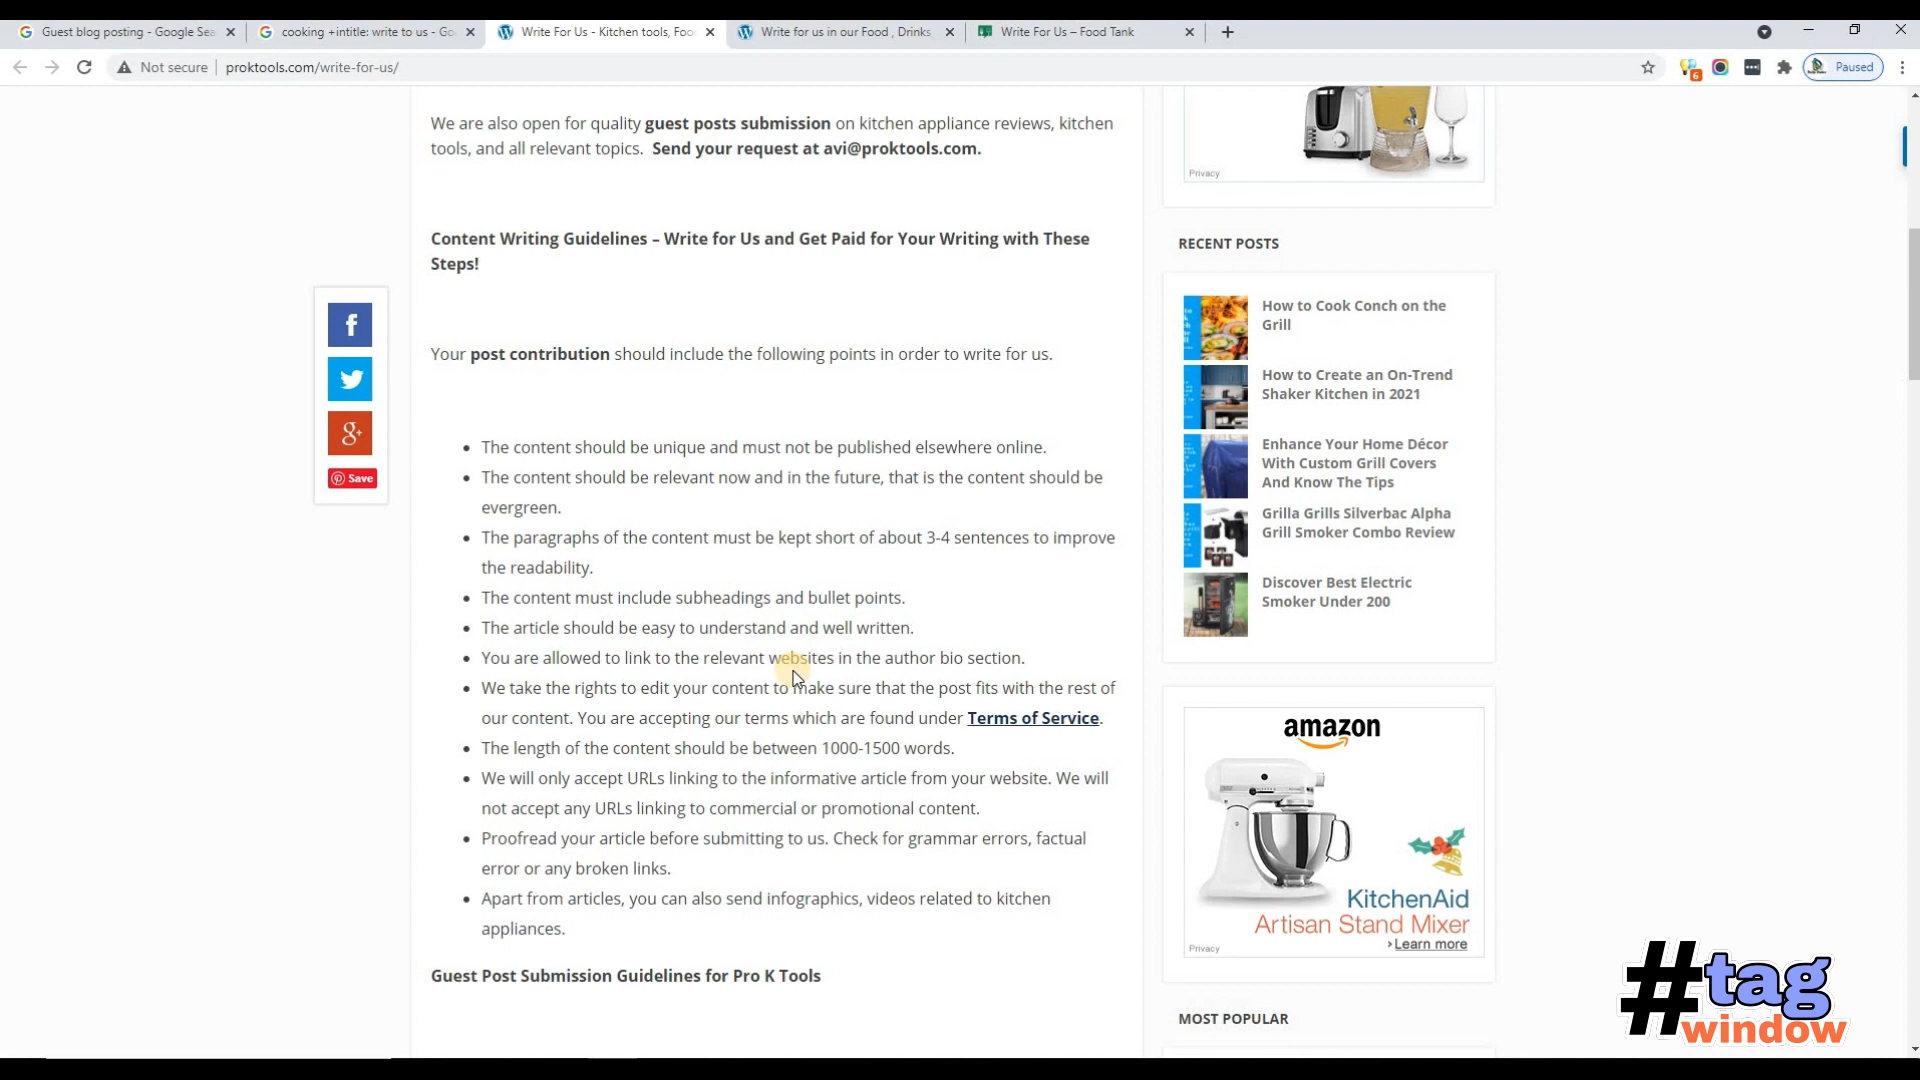 Guest blog posting - Google Sea
cooking +intitle: write to us - Go
Write For Us - Kitchen tools, Foo
Write for us in our Food , Drinks
Write For Us – Food Tank
Not secure
proktools.com/write-for-us/
6
Paused
We are also open for quality guest posts submission on kitchen appliance reviews, kitchen
tools, and all relevant topics. Send your request at avi@proktools.com.
Content Writing Guidelines – Write for Us and Get Paid for Your Writing with These
Steps!
Your post contribution should include the following points in order to write for us.
The content should be unique and must not be published elsewhere online.
The content should be relevant now and in the future, that is the content should be
evergreen.
The paragraphs of the content must be kept short of about 3-4 sentences to improve
the readability.
The content must include subheadings and bullet points.
The article should be easy to understand and well written.
You are allowed to link to the relevant websites in the author bio section.
We take the rights to edit your content to make sure that the post fits with the rest of
our content. You are accepting our terms which are found under Terms of Service.
The length of the content should be between 1000-1500 words.
We will only accept URLs linking to the informative article from your website. We will
not accept any URLs linking to commercial or promotional content.
Proofread your article before submitting to us. Check for grammar errors, factual
error or any broken links.
Apart from articles, you can also send infographics, videos related to kitchen
appliances.
Guest Post Submission Guidelines for Pro K Tools
f
g+
Save
Privacy
RECENT POSTS
How to Cook Conch on the
Grill
How to Create an On-Trend
Shaker Kitchen in 2021
Enhance Your Home Décor
With Custom Grill Covers
And Know The Tips
Grilla Grills Silverbac Alpha
Grill Smoker Combo Review
Discover Best Electric
Smoker Under 200
amazon
KitchenAid
Artisan Stand Mixer
›Learn more
Privacy
MOST POPULAR
#tag
window